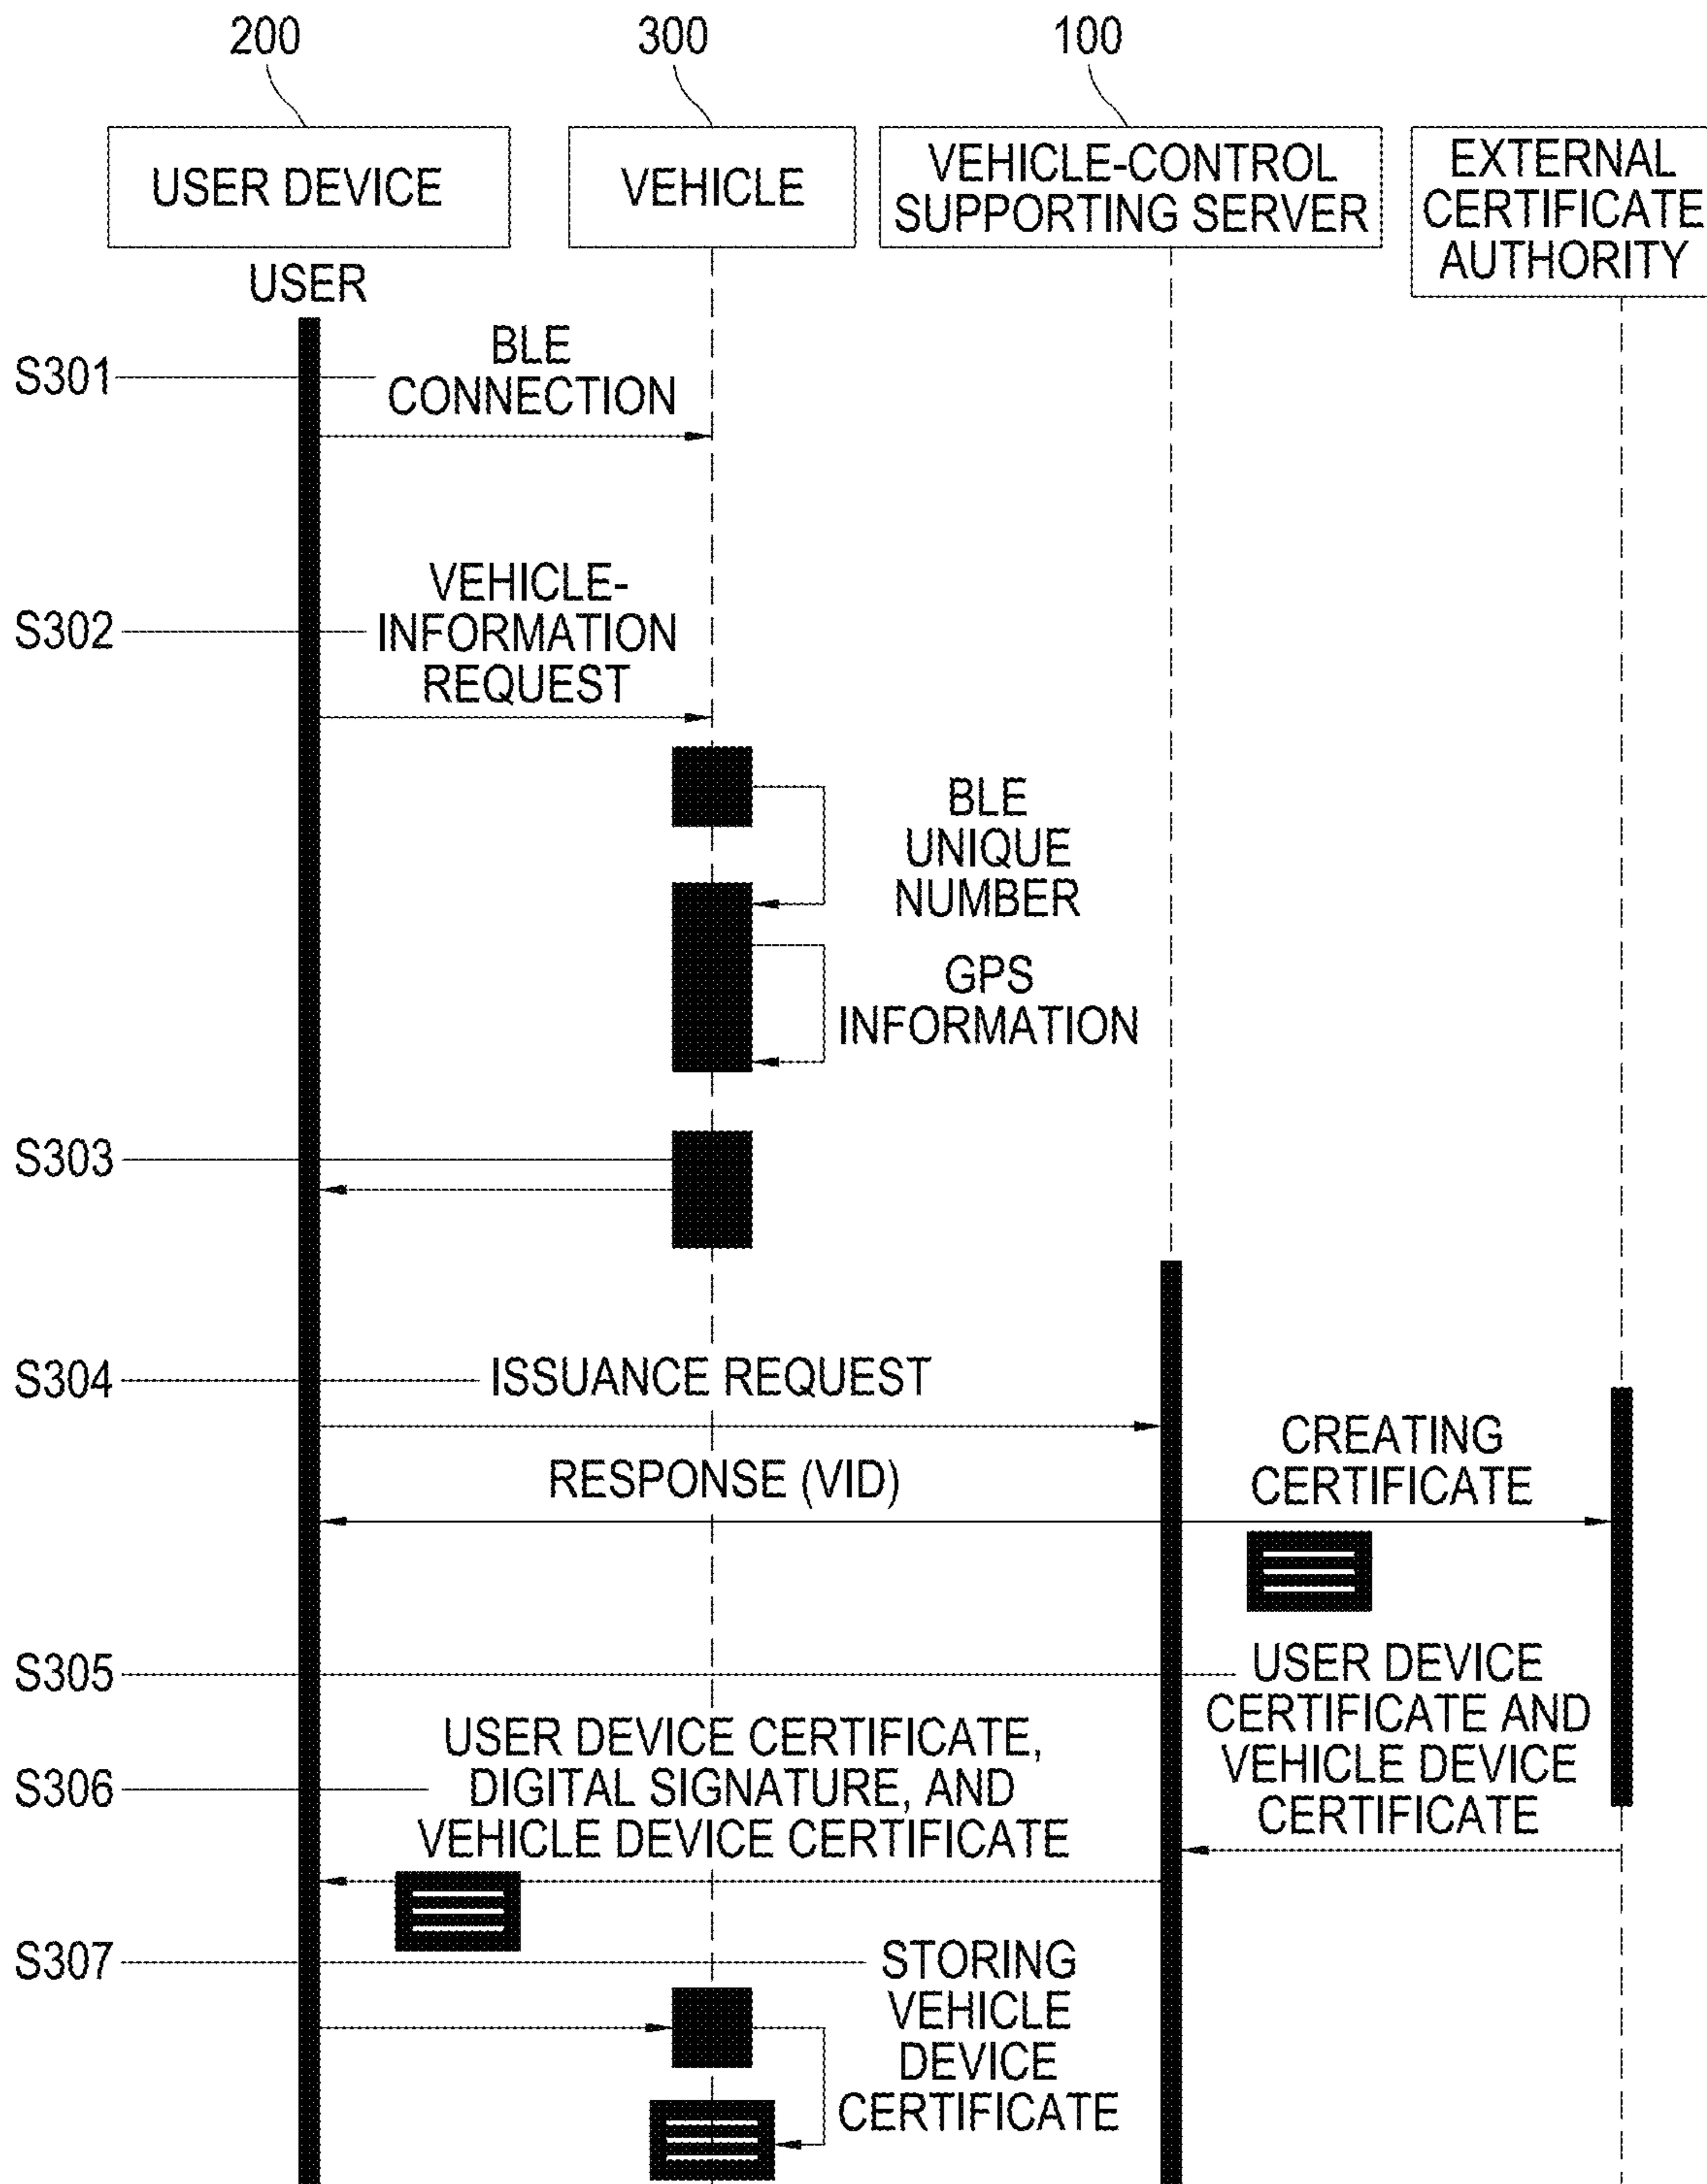 200
300
100
USER DEVICE
VEHICLE
VEHICLE-CONTROL
SUPPORTING SERVER
EXTERNAL
CERTIFICATE
AUTHORITY
USER
S301
BLE
CONNECTION
S302
VEHICLE-
INFORMATION
REQUEST
BLE
UNIQUE
NUMBER
GPS
INFORMATION
S303
S304
ISSUANCE REQUEST
RESPONSE (VID)
CREATING
CERTIFICATE
S305
USER DEVICE
CERTIFICATE AND
VEHICLE DEVICE
CERTIFICATE
S306
USER DEVICE CERTIFICATE,
DIGITAL SIGNATURE, AND
VEHICLE DEVICE CERTIFICATE
S307
STORING
VEHICLE
DEVICE
CERTIFICATE